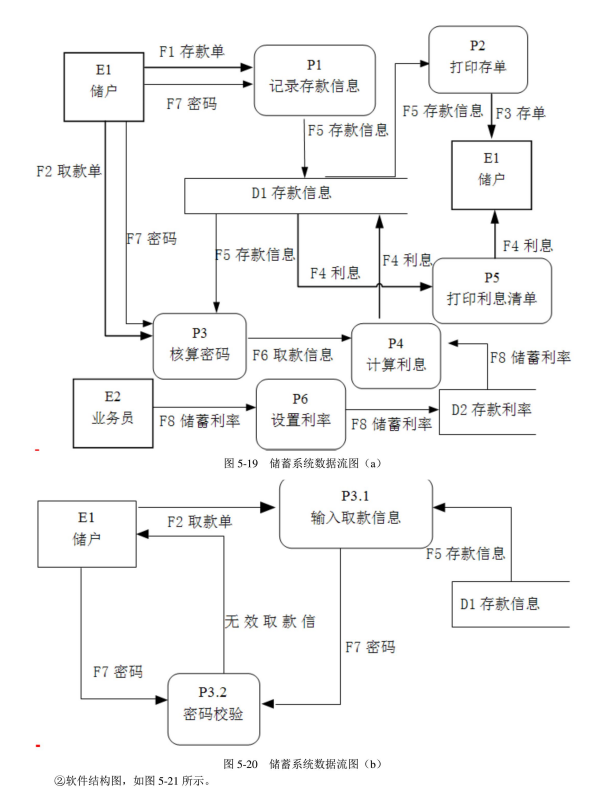 F1 存款单
E1
储户
P1
记录存款信息
P2
打印存单
F7 密码
F5 存款信息
F5 存款信息
F3 存单
E1
储户
F2 取款单
D1 存款信息
F7 密码
F5 存款信息
F4 利息
F4 利息
F4 利息
P5
打印利息清单
P3
核算密码
F6 取款信息
P4
计算利息
F8 储蓄利率
E2
业务员
F8 储蓄利率
P6
设置利率
F8 储蓄利率
D2 存款利率
图 5-19 储蓄系统数据流图（a）
E1
储户
F2 取款单
P3.1
输入取款信息
F5 存款信息
D1 存款信息
无 效 取 款 信
F7 密码
F7 密码
P3.2
密码校验
图 5-20 储蓄系统数据流图（b）
②软件结构图，如图 5-21 所示。